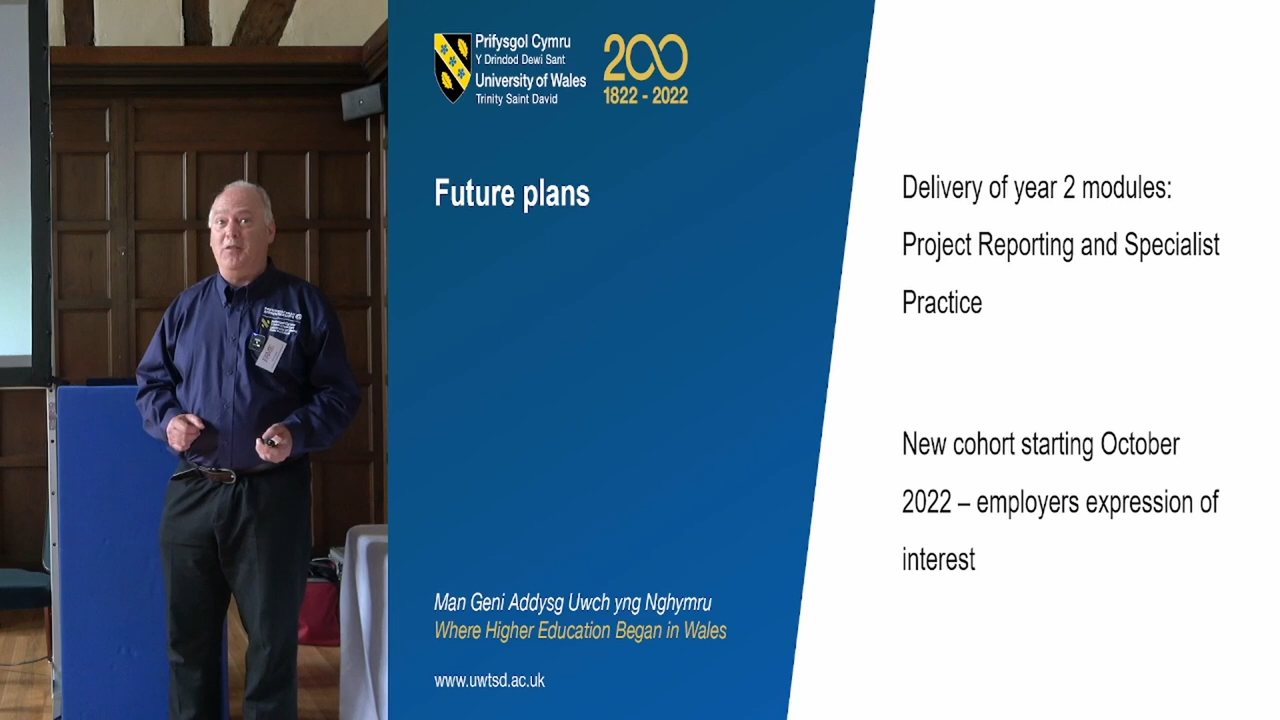 Prifysgol Cymru
Y Drindod Dewi Sant
University of Wales
Trinity Saint David
200
1822 - 2022
Future plans
Man Geni Addysg Uwch yng Nghymru
Where Higher Education Began in Wales
www.uwtsd.ac.uk
Delivery of year 2 modules:
Project Reporting and Specialist
Practice
New cohort starting October
2022 – employers expression of
interest